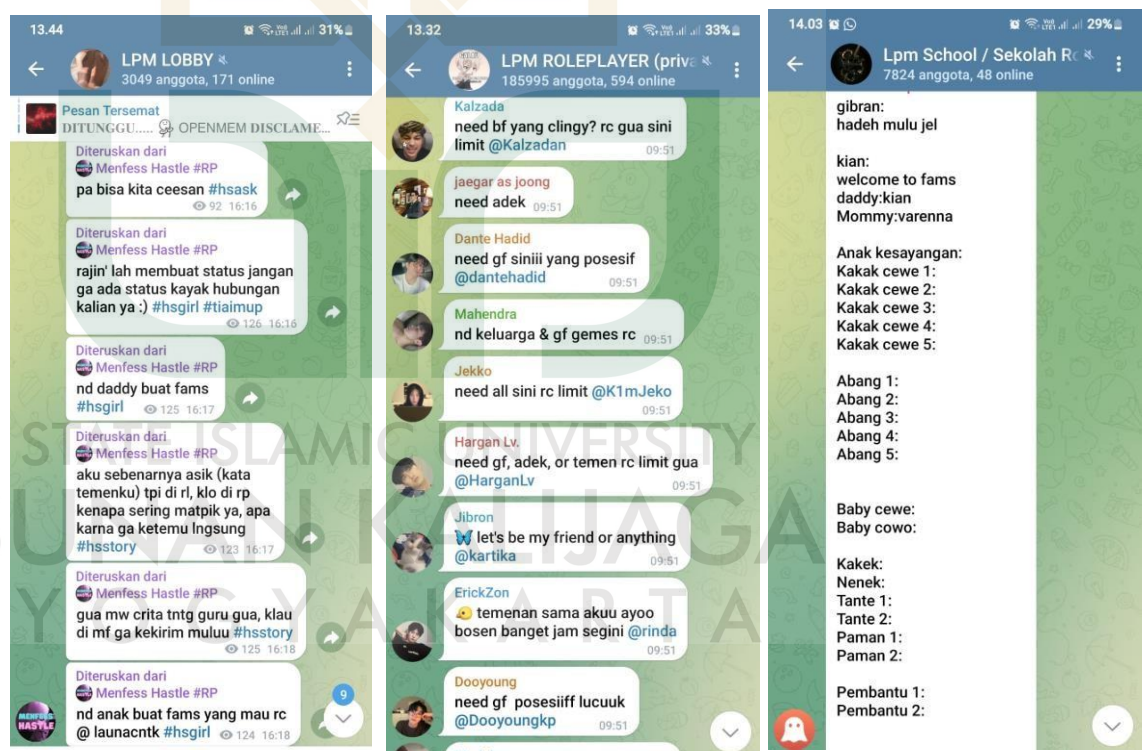 13.44
31%
LPM LOBBY
3049 anggota, 171 online
Pesan Tersemat
DITUNGGU..... OPENMEM DISCLAME...
Diteruskan dari
Menfess Hastle #RP
pa bisa kita ceesan #hsask
92 16:16
Diteruskan dari
Menfess Hastle #RP
rajin' lah membuat status jangan
ga ada status kayak hubungan
kalian ya :) #hsgirl #tiaimup
126 16:16
Diteruskan dari
Menfess Hastle #RP
nd daddy buat fams
#hsgirl 125 16:17
Diteruskan dari
Menfess Hastle #RP
aku sebenarnya asik (kata
temenku) tpi di rl, klo di rp
kenapa sering matpik ya, apa
karna ga ketemu lngsung
#hsstory 123 16:17
Diteruskan dari
Menfess Hastle #RP
gua mw crita tntg guru gua, klau
di mf ga kekirim muluu #hsstory
125 16:18
Diteruskan dari
Menfess Hastle #RP
nd anak buat fams yang mau rc
@ launacntk #hsgirl 124 16:18
9
MENFESS
HASTLE
13.32
33%
LPM ROLEPLAYER (priva
185995 anggota, 594 online
Kalzada
need bf yang clingy? rc gua sini
limit @Kalzadan 09:51
jaegar as joong
need adek 09:51
Dante Hadid
need gf siniii yang posesif
@dantehadid 09:51
Mahendra
nd keluarga & gf gemes rc 09:51
Jekko
need all sini rc limit @K1mJeko
09:51
Hargan Lv.
need gf, adek, or temen rc limit gua
@HarganLv 09:51
Jibron
let's be my friend or anything
@kartika 09:51
ErickZon
temenan sama akuu ayoo
bosen banget jam segini @rinda
09:51
Dooyoung
need gf posesiiff lucuuk
@Dooyoungkp 09:51
14.03
29%
Lpm School / Sekolah Rc
7824 anggota, 48 online
gibran:
hadeh mulu jel
kian:
welcome to fams
daddy:kian
Mommy:varenna
Anak kesayangan:
Kakak cewe 1:
Kakak cewe 2:
Kakak cewe 3:
Kakak cewe 4:
Kakak cewe 5:
Abang 1:
Abang 2:
Abang 3:
Abang 4:
Abang 5:
Baby cewe:
Baby cowo:
Kakek:
Nenek:
Tante 1:
Tante 2:
Paman 1:
Paman 2:
Pembantu 1:
Pembantu 2:
STATE ISLAMIC UNIVERSITY
SUNAN KALIJAGA
YOGYAKARTA